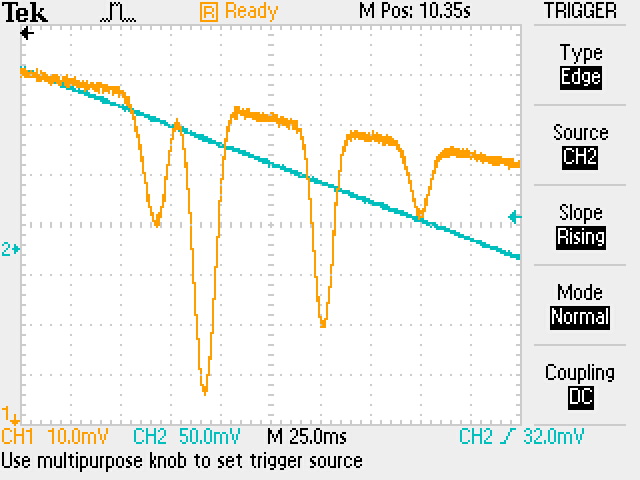 Tek R Ready M Pos: 10.35s TRIGGER
Type
Edge
Source
CH2
Slope
Rising
Mode
Normal
Coupling
DC
2
1
CH1 10.0mV CH2 50.0mV M 25.0ms CH2 32.0mV
Use multipurpose knob to set trigger source